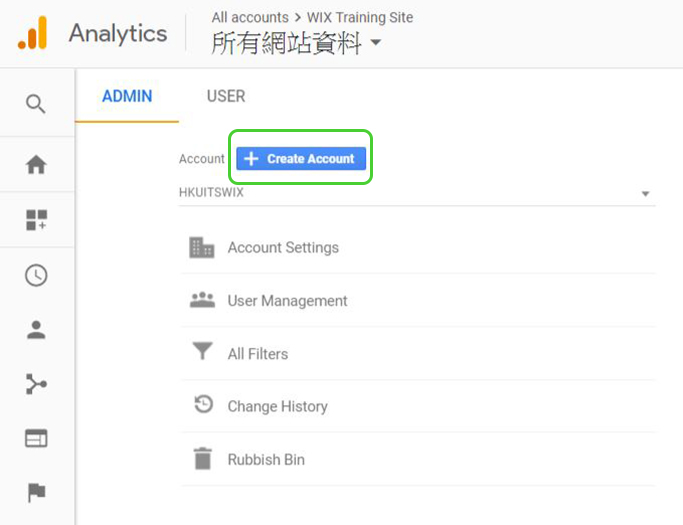 Analytics
All accounts > WIX Training Site
所有網站資料
ADMIN
USER
Account
+ Create Account
HKUITSWIX
Account Settings
User Management
All Filters
Change History
Rubbish Bin